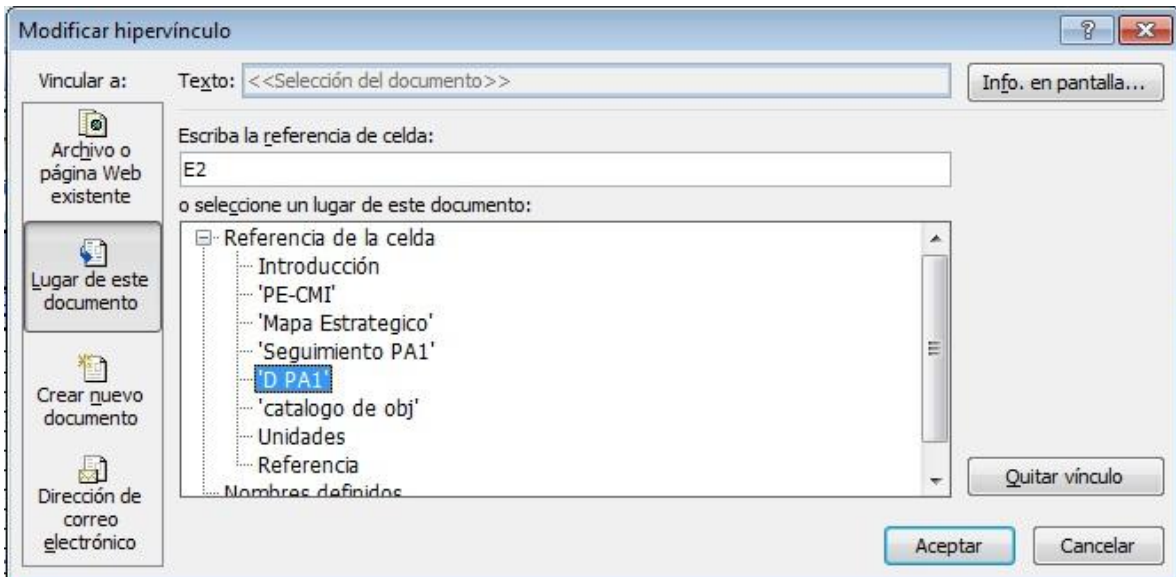 Modificar hipervínculo
Vincular a:
Texto: <<Selección del documento>>
Info. en pantalla...
Archivo o
página Web
existente
Escriba la referencia de celda:
E2
o seleccione un lugar de este documento:
Referencia de la celda
Introducción
'PE-CMI'
'Mapa Estrategico'
'Seguimiento PA1'
'D PA1'
'catalogo de obj'
Unidades
Referencia
Nombres definidos
Lugar de este
documento
Crear nuevo
documento
Dirección de
correo
electrónico
Quitar vínculo
Aceptar
Cancelar